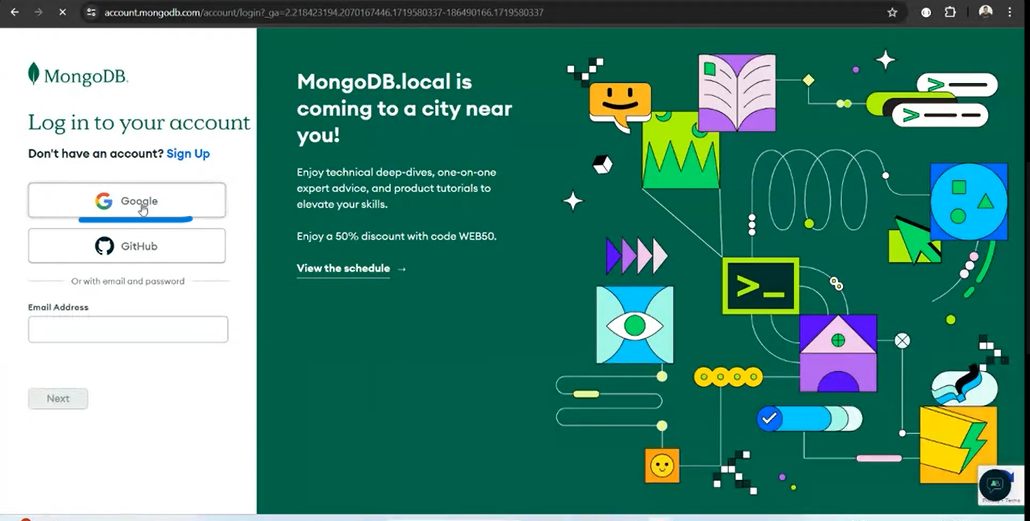 account.mongodb.com/account/login?_ga=2.218423194.2070167446.1719580337-186490166.1719580337
MongoDB.
Log in to your account
Don't have an account? Sign Up
Google
GitHub
Or with email and password
Email Address
Next
MongoDB.local is
coming to a city near
you!
Enjoy technical deep-dives, one-on-one
expert advice, and product tutorials to
elevate your skills.
Enjoy a 50% discount with code WEB50.
View the schedule →